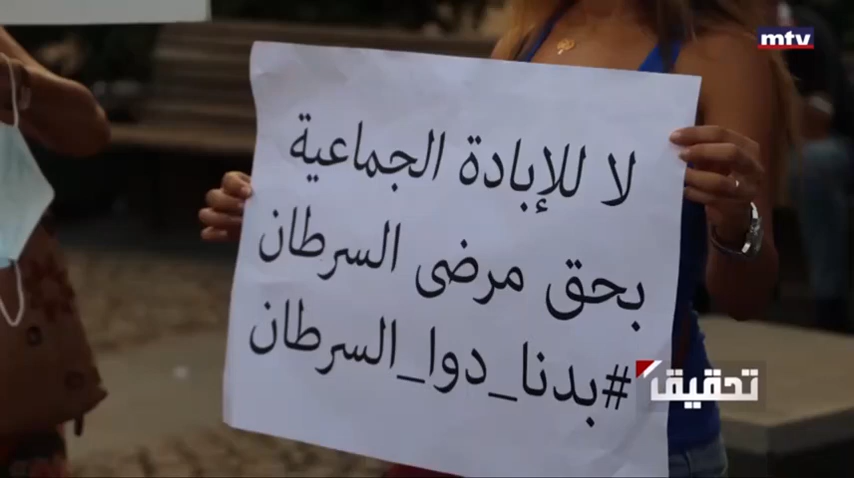 mtv
لا للإبادة الجماعية
بحق مرضى السرطان
#بدنا_دوا_السرطان
تحقيق